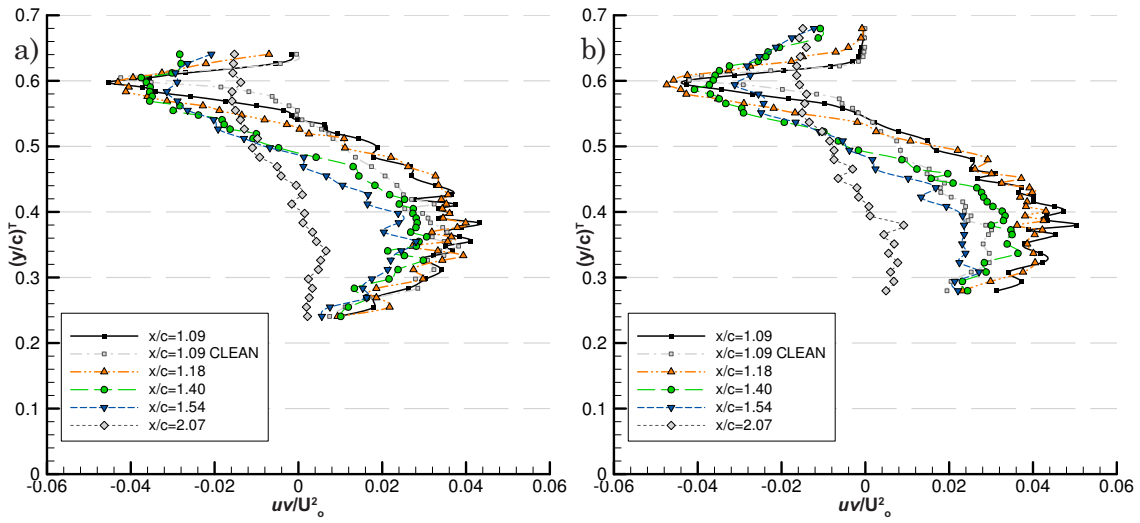 a)
0.7
0.6
0.5
0.4
0.3
0.2
0.1
0
(y/c)ᵀ
x/c=1.09
x/c=1.09 CLEAN
x/c=1.18
x/c=1.40
x/c=1.54
x/c=2.07
-0.06 -0.04 -0.02 0 0.02 0.04 0.06
uv/U²ₒ
b)
0.7
0.6
0.5
0.4
0.3
0.2
0.1
0
(y/c)ᵀ
x/c=1.09
x/c=1.09 CLEAN
x/c=1.18
x/c=1.40
x/c=1.54
x/c=2.07
-0.06 -0.04 -0.02 0 0.02 0.04 0.06
uv/U²ₒ